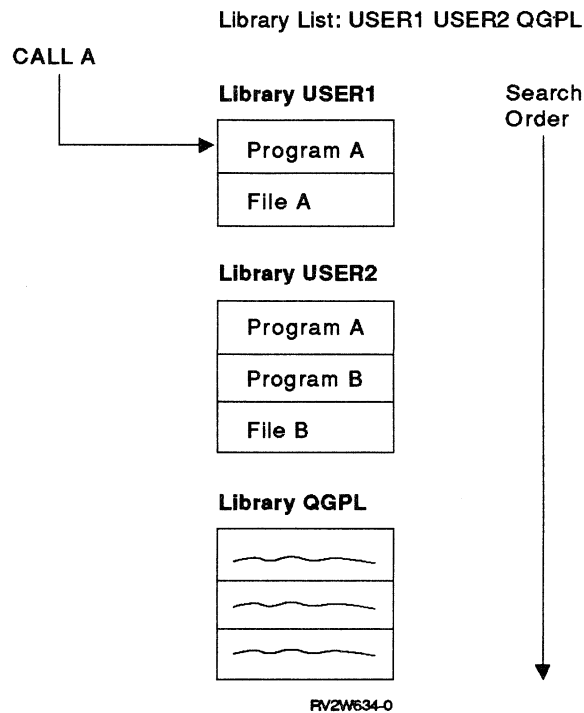 Library List: USER1 USER2 QGPL
CALL A
Library USER1
Program A
File A
Search
Order
Library USER2
Program A
Program B
File B
Library QGPL
RV2W634-0